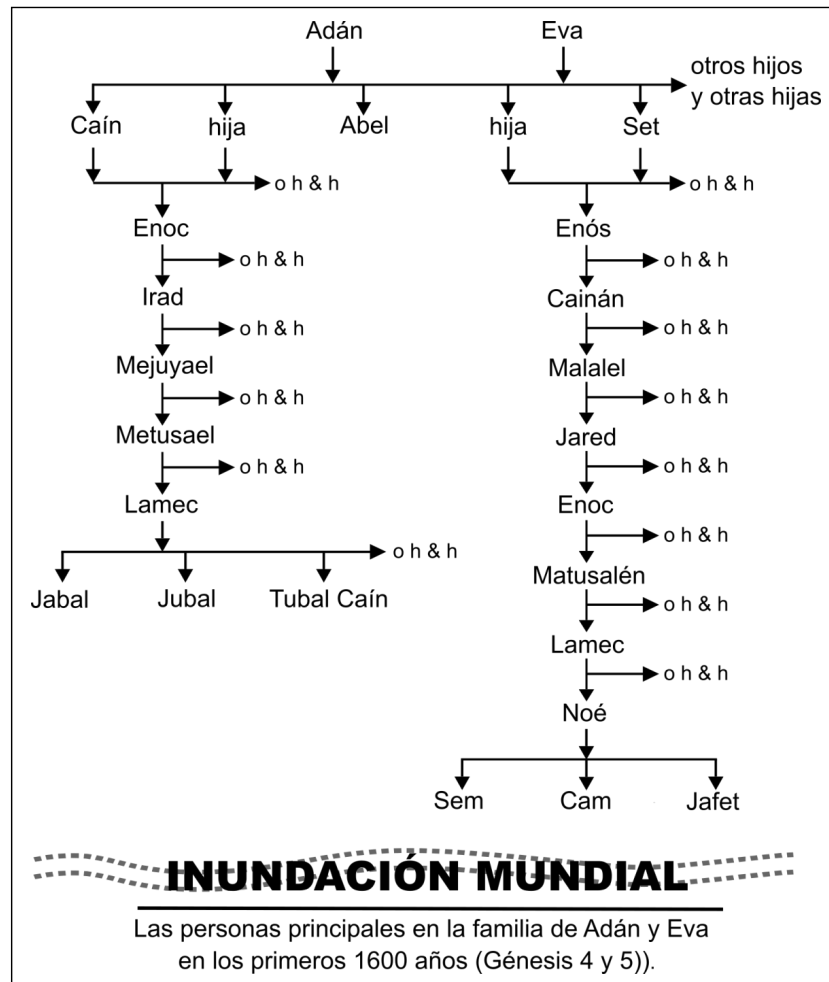 Adán Eva
otros hijos
y otras hijas
Caín hija Abel hija Set
o h & h o h & h
Enoc Enós
o h & h o h & h
Irad Cainán
o h & h o h & h
Mejuyael Malalel
o h & h o h & h
Metusael Jared
o h & h o h & h
Lamec Enoc
o h & h o h & h
Jabal Jubal Tubal Caín Matusalén
o h & h
Lamec
o h & h
Noé
Sem Cam Jafet
INUNDACIÓN MUNDIAL
Las personas principales en la familia de Adán y Eva
en los primeros 1600 años (Génesis 4 y 5)).